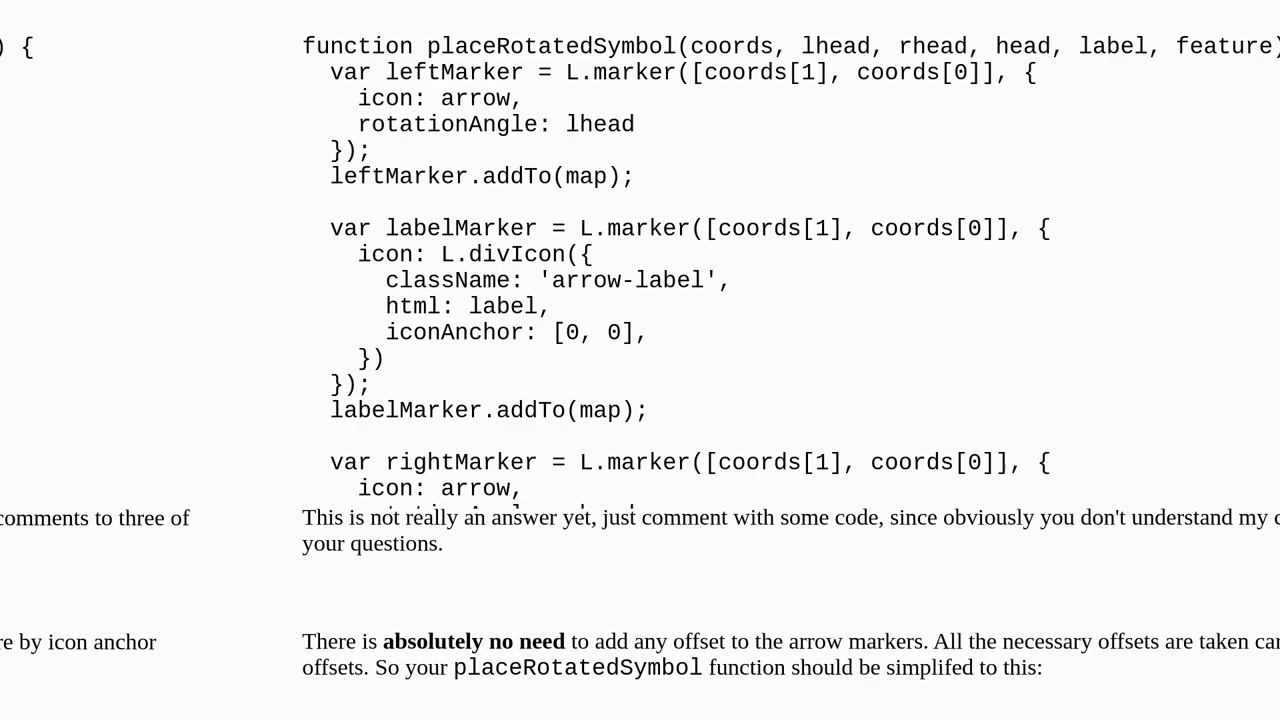 ) {
function placeRotatedSymbol(coords, lhead, rhead, head, label, feature)
var leftMarker = L.marker([coords[1], coords[0]], {
icon: arrow,
rotationAngle: lhead
});
leftMarker.addTo(map);
var labelMarker = L.marker([coords[1], coords[0]], {
icon: L.divIcon({
className: 'arrow-label',
html: label,
iconAnchor: [0, 0],
})
});
labelMarker.addTo(map);
var rightMarker = L.marker([coords[1], coords[0]], {
icon: arrow,
comments to three of
This is not really an answer yet, just comment with some code, since obviously you don't understand my
your questions.
re by icon anchor
There is absolutely no need to add any offset to the arrow markers. All the necessary offsets are taken
offsets. So your placeRotatedSymbol function should be simplifed to this: